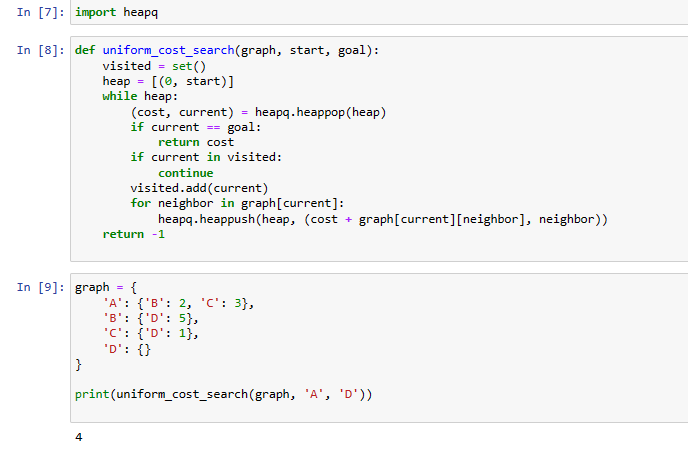 In [7]: import heapq
In [8]: def uniform_cost_search(graph, start, goal):
    visited = set()
    heap = [(0, start)]
    while heap:
        (cost, current) = heapq.heappop(heap)
        if current == goal:
            return cost
        if current in visited:
            continue
        visited.add(current)
        for neighbor in graph[current]:
            heapq.heappush(heap, (cost + graph[current][neighbor], neighbor))
    return -1
In [9]: graph = {
    'A': {'B': 2, 'C': 3},
    'B': {'D': 5},
    'C': {'D': 1},
    'D': {}
}
print(uniform_cost_search(graph, 'A', 'D'))
4